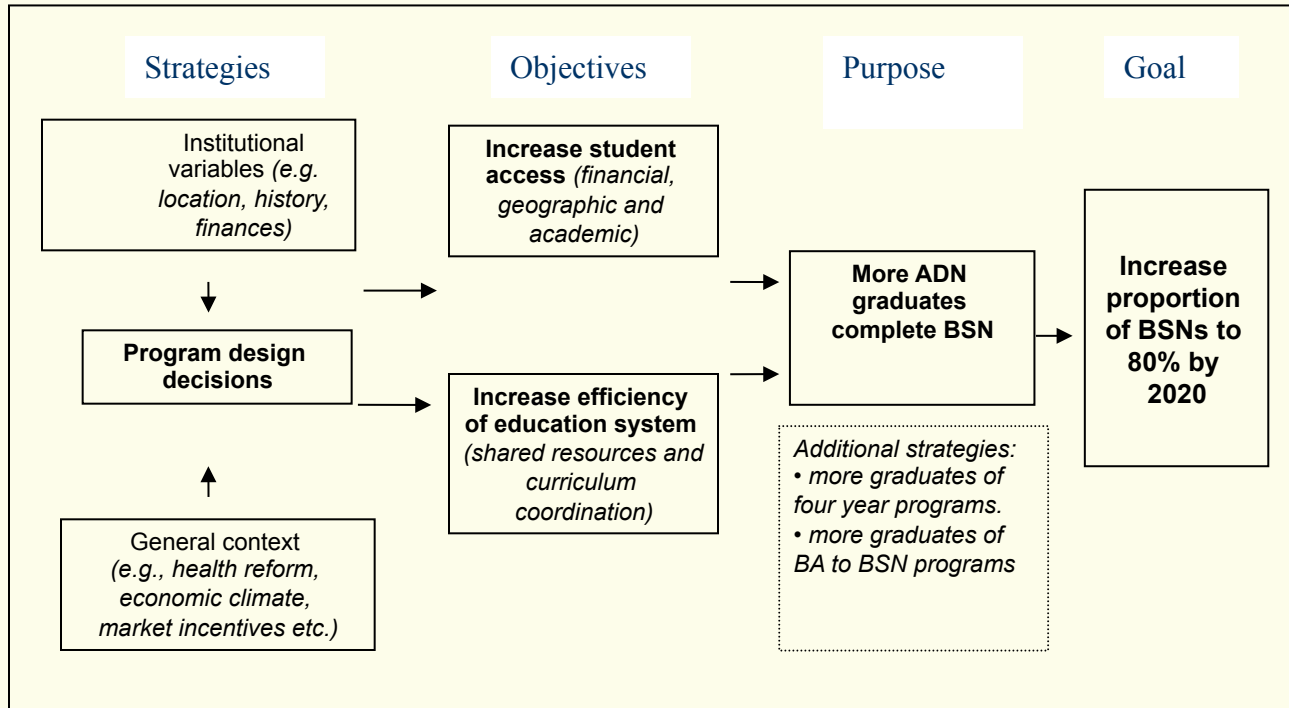 Strategies
Objectives
Purpose
Goal
Institutional
variables (e.g.
location, history,
finances)
Program design
decisions
General context
(e.g., health reform,
economic climate,
market incentives etc.)
Increase student
access (financial,
geographic and
academic)
Increase efficiency
of education system
(shared resources and
curriculum
coordination)
More ADN
graduates
complete BSN
Additional strategies:
• more graduates of
four year programs.
• more graduates of
BA to BSN programs
Increase
proportion
of BSNs to
80% by
2020